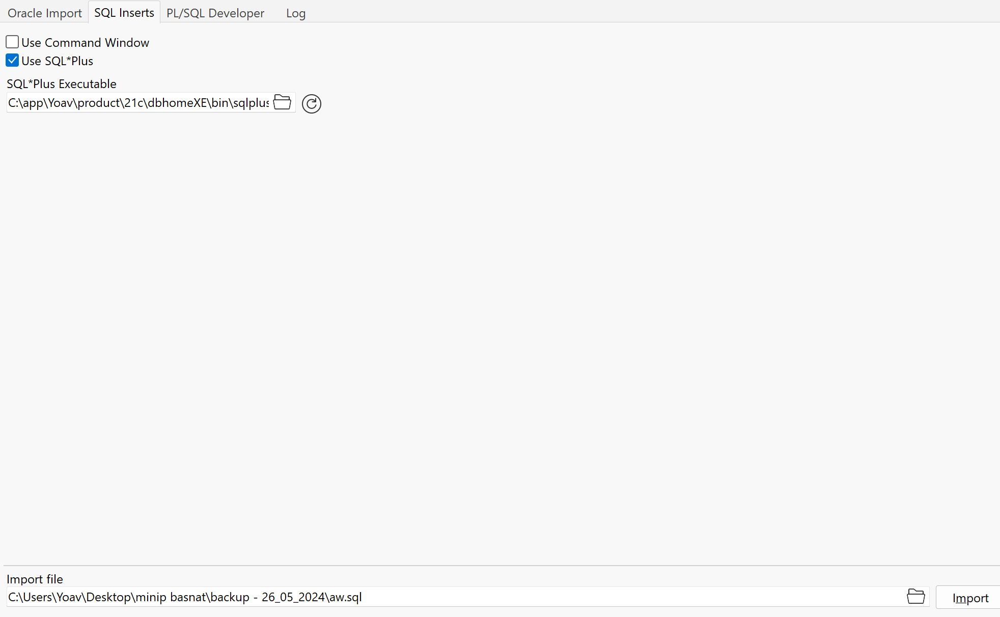 Oracle Import SQL Inserts PL/SQL Developer Log
Use Command Window
Use SQL*Plus
SQL*Plus Executable
C:\app\Yoav\product\21c\dbhomeXE\bin\sqlplus
Import file
C:\Users\Yoav\Desktop\minip basnat\backup - 26_05_2024\aw.sql
Import